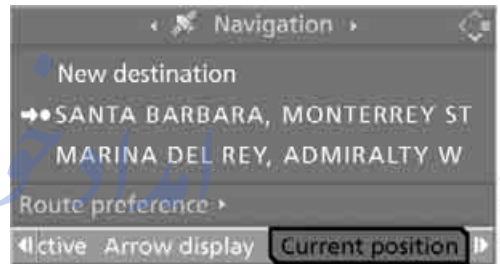 Navigation
New destination
SANTA BARBARA, MONTERREY ST
MARINA DEL REY, ADMIRALTY W
Route preference
ctive Arrow display Current position